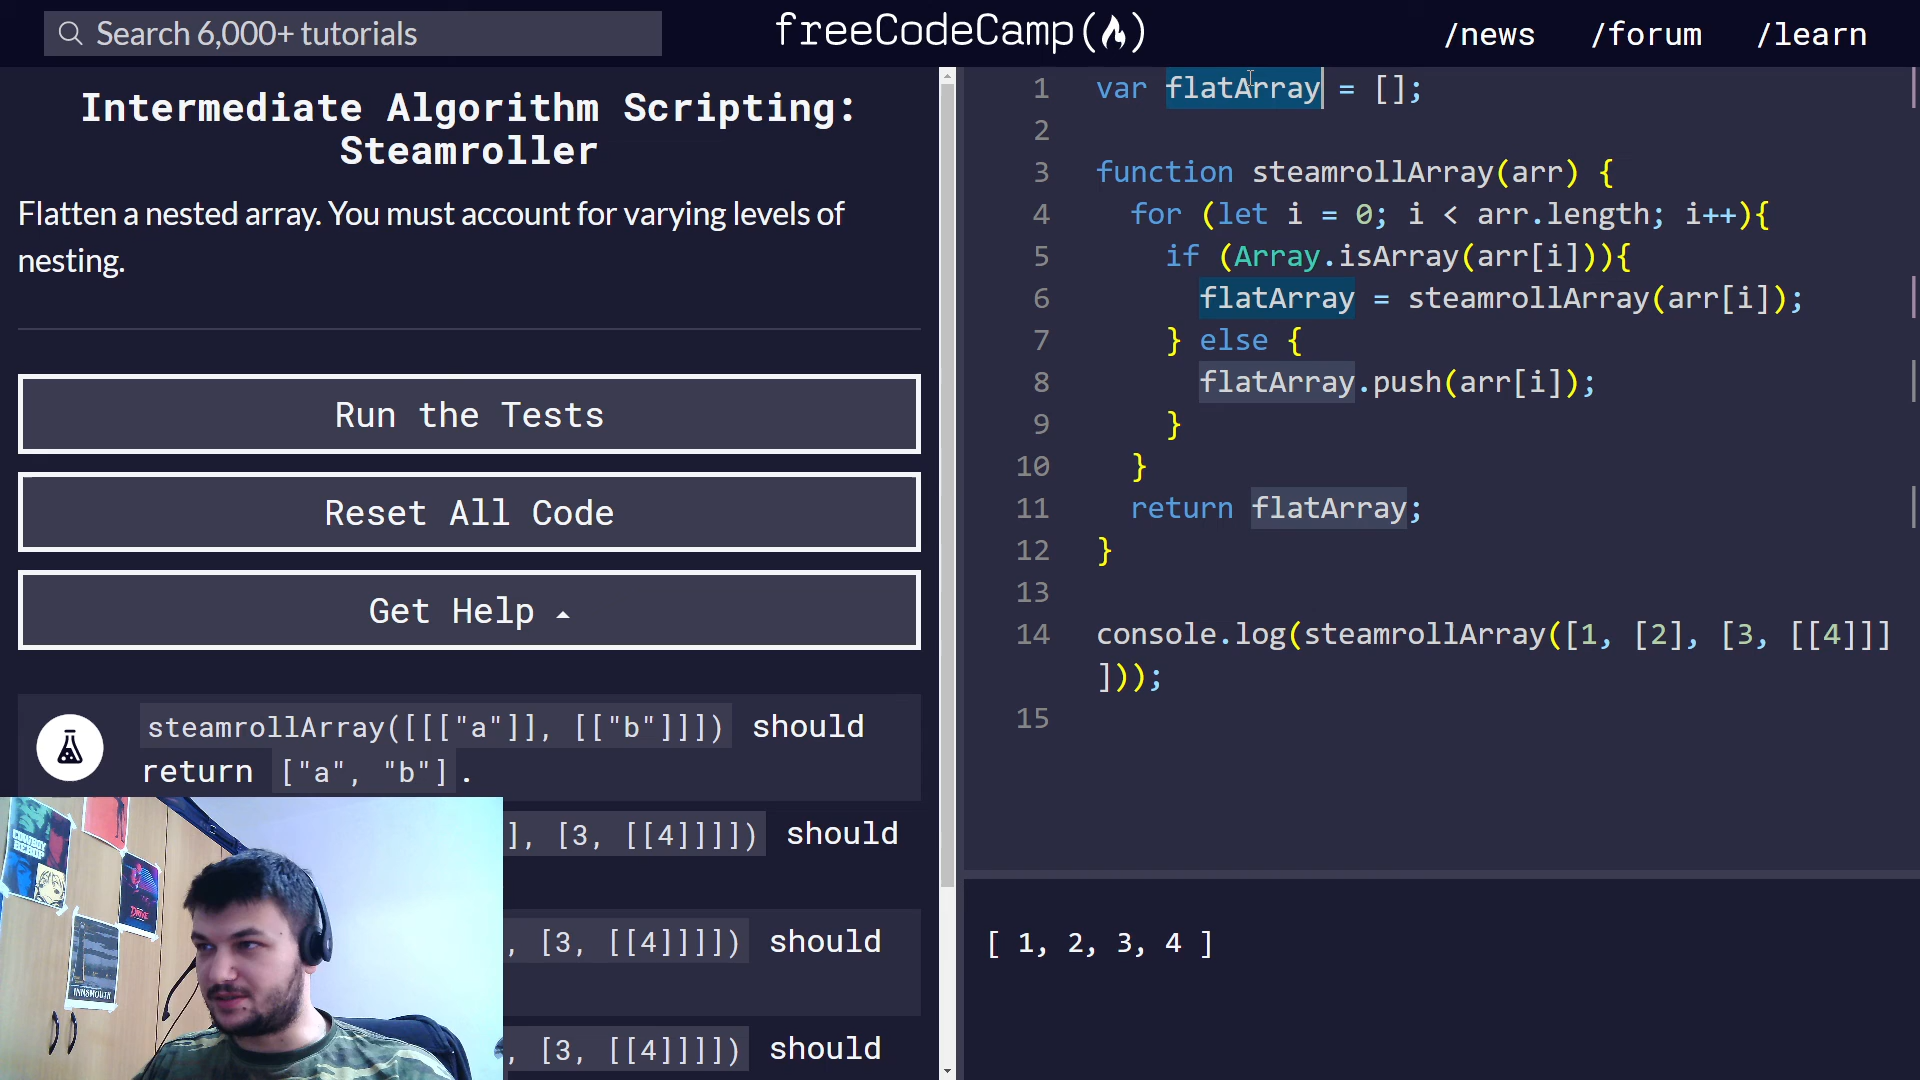 Search 6,000+ tutorials
freeCodeCamp
/news
/forum
/learn
Intermediate Algorithm Scripting:
Steamroller
Flatten a nested array. You must account for varying levels of
nesting.
Run the Tests
Reset All Code
Get Help
steamrollArray([[["a"]], [["b"]]]) should
return ["a", "b"].
], [3, [[4]]]]) should
, [3, [[4]]]]) should
, [3, [[4]]]]) should
COWBOY
BEBOP
DRIVE
INNSMOUTH
1 var flatArray = [];
2
3 function steamrollArray(arr) {
4 for (let i = 0; i < arr.length; i++){
5 if (Array.isArray(arr[i])){
6 flatArray = steamrollArray(arr[i]);
7 } else {
8 flatArray.push(arr[i]);
9 }
10 }
11 return flatArray;
12 }
13
14 console.log(steamrollArray([1, [2], [3, [[4]]]
]));
15
[ 1, 2, 3, 4 ]